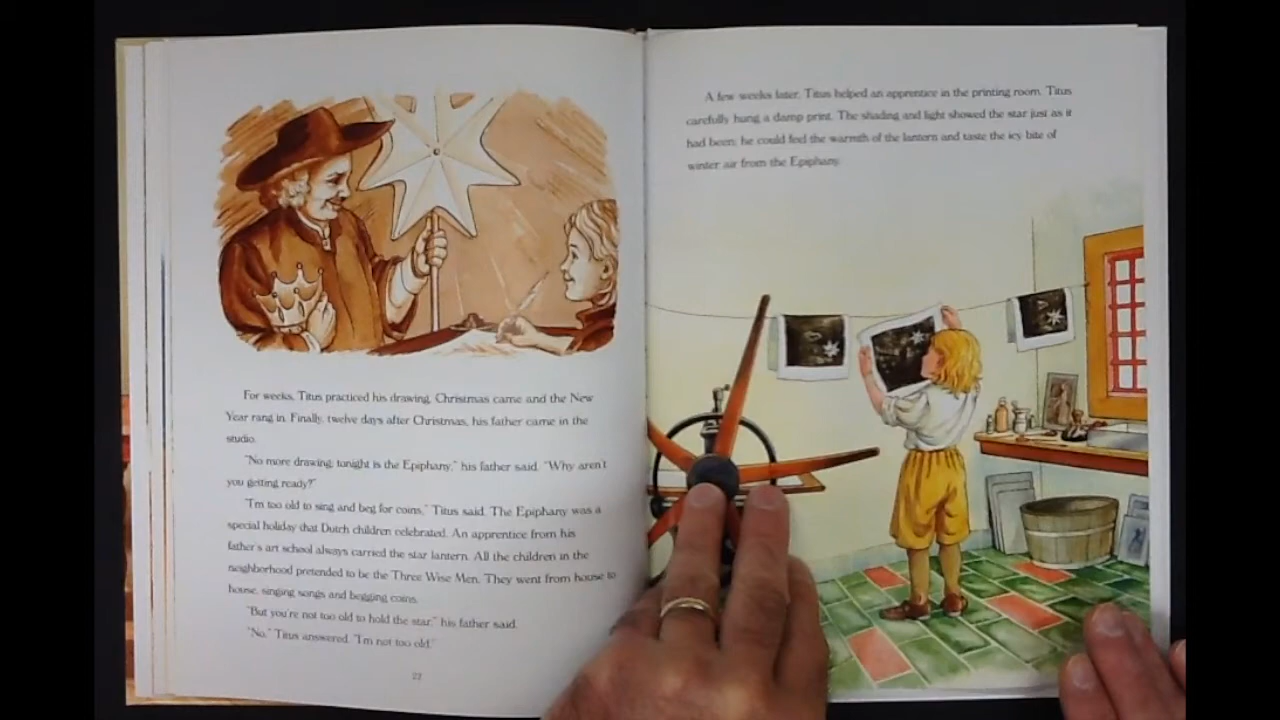 For weeks, Titus practiced his drawing. Christmas came and the New
Year rang in. Finally, twelve days after Christmas, his father came in the
studio.
"No more drawing; tonight is the Epiphany," his father said. "Why aren't
you getting ready?"
"I'm too old to sing and beg for coins," Titus said. The Epiphany was a
special holiday that Dutch children celebrated. An apprentice from his
father's art school always carried the star lantern. All the children in the
neighborhood pretended to be the Three Wise Men. They went from house to
house, singing songs and begging coins.
"But you're not too old to hold the star," his father said.
"No," Titus answered. "I'm not too old."
22
A few weeks later, Titus helped an apprentice in the printing room. Titus
carefully hung a damp print. The shading and light showed the star just as it
had been; he could feel the warmth of the lantern and taste the icy bite of
winter air from the Epiphany.